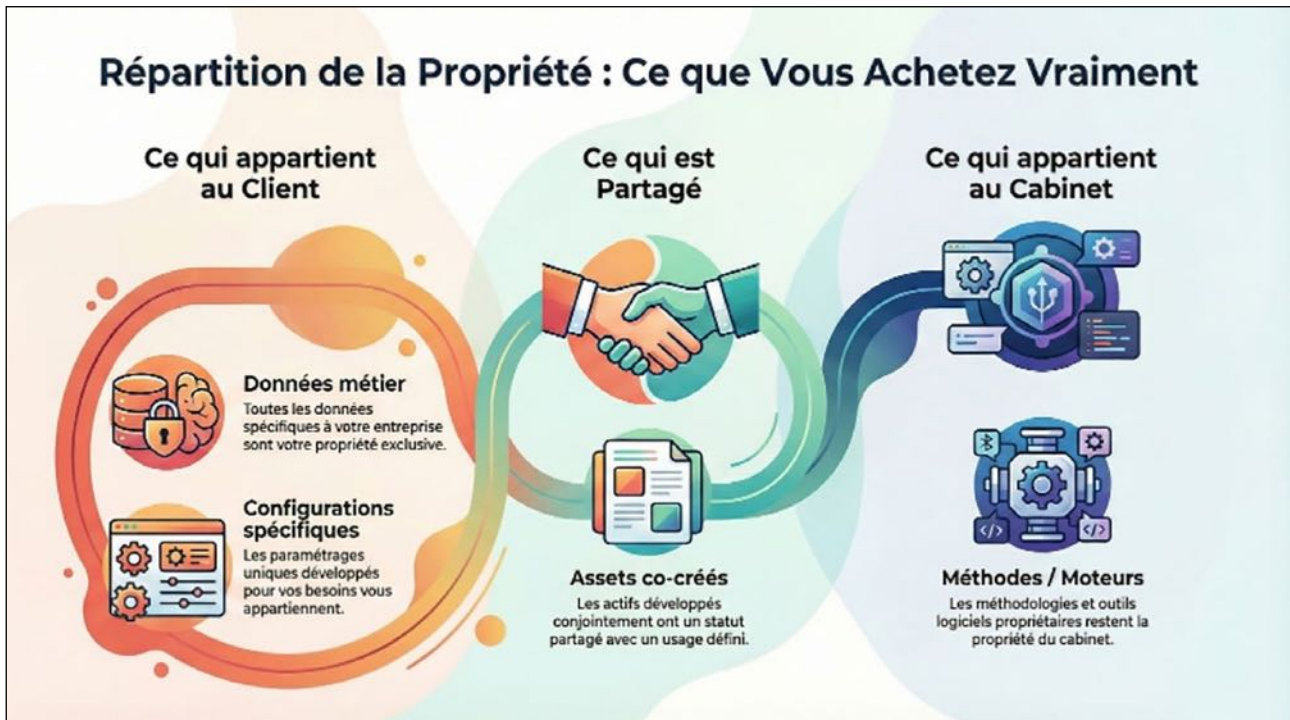 Répartition de la Propriété : Ce que Vous Achetez Vraiment
Ce qui appartient
au Client
Données métier
Toutes les données
spécifiques à votre entreprise
sont votre propriété exclusive.
Configurations
spécifiques
Les paramétrages
uniques développés
pour vos besoins vous
appartiennent.
Ce qui est
Partagé
Assets co-créés
Les actifs développés
conjointement ont un statut
partagé avec un usage défini.
Ce qui appartient
au Cabinet
</>
</>
Méthodes / Moteurs
Les méthodologies et outils
logiciels propriétaires restent la
propriété du cabinet.